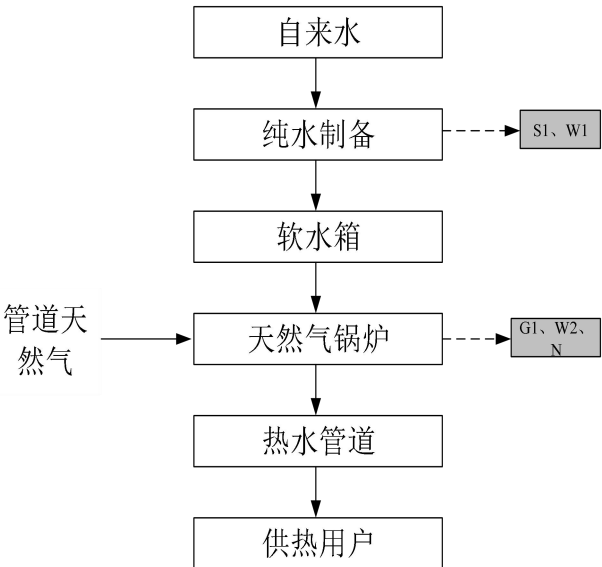 自来水
纯水制备
S1、W1
软水箱
管道天
然气
天然气锅炉
G1、W2、
N
热水管道
供热用户